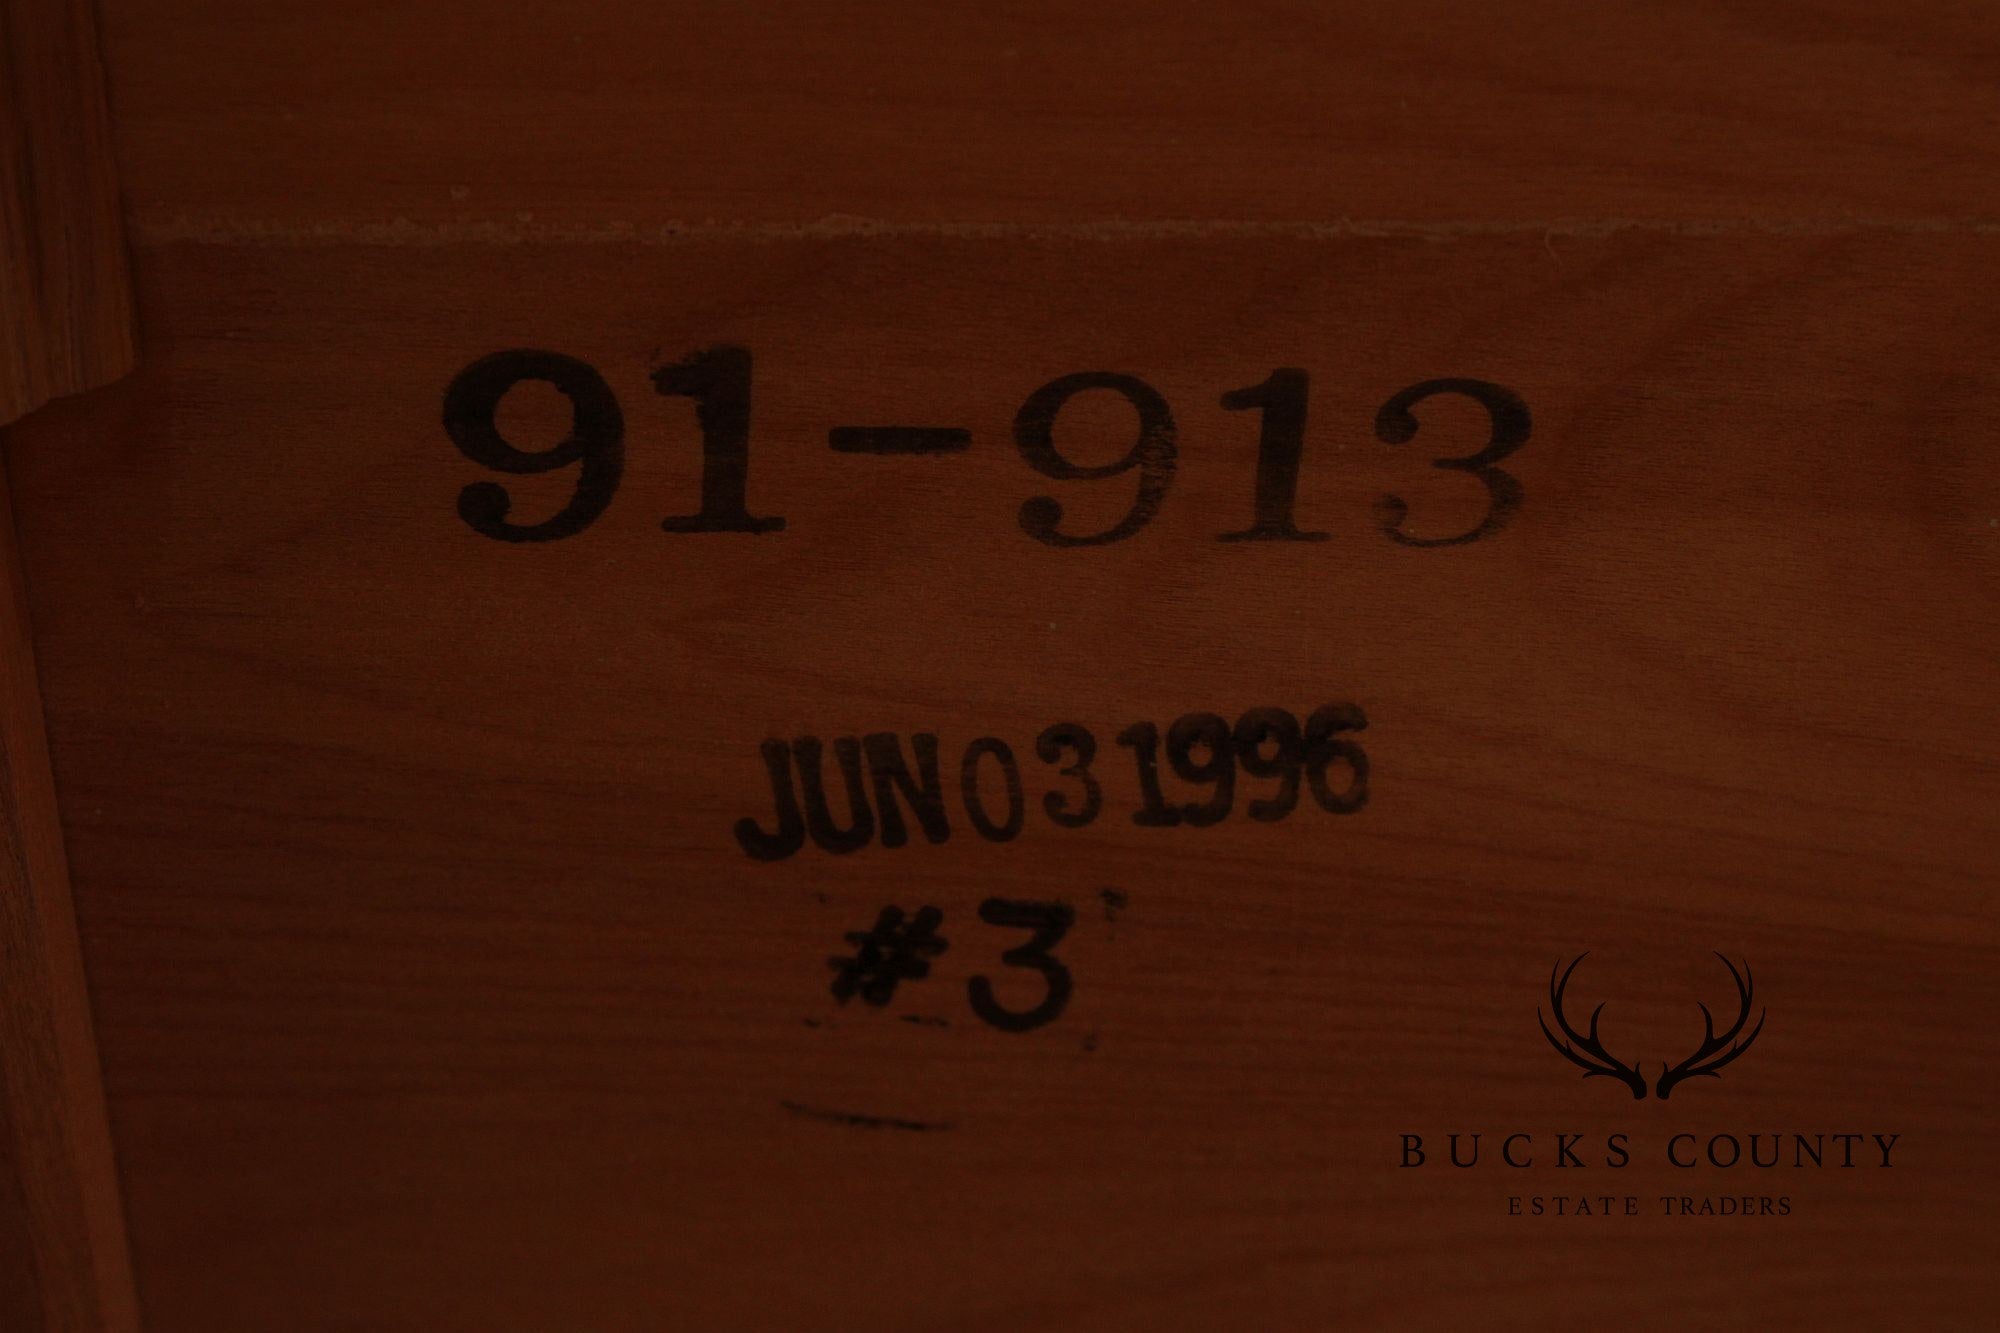 91-913
JUN 03 1996
#3
BUCKS COUNTY
ESTATE TRADERS